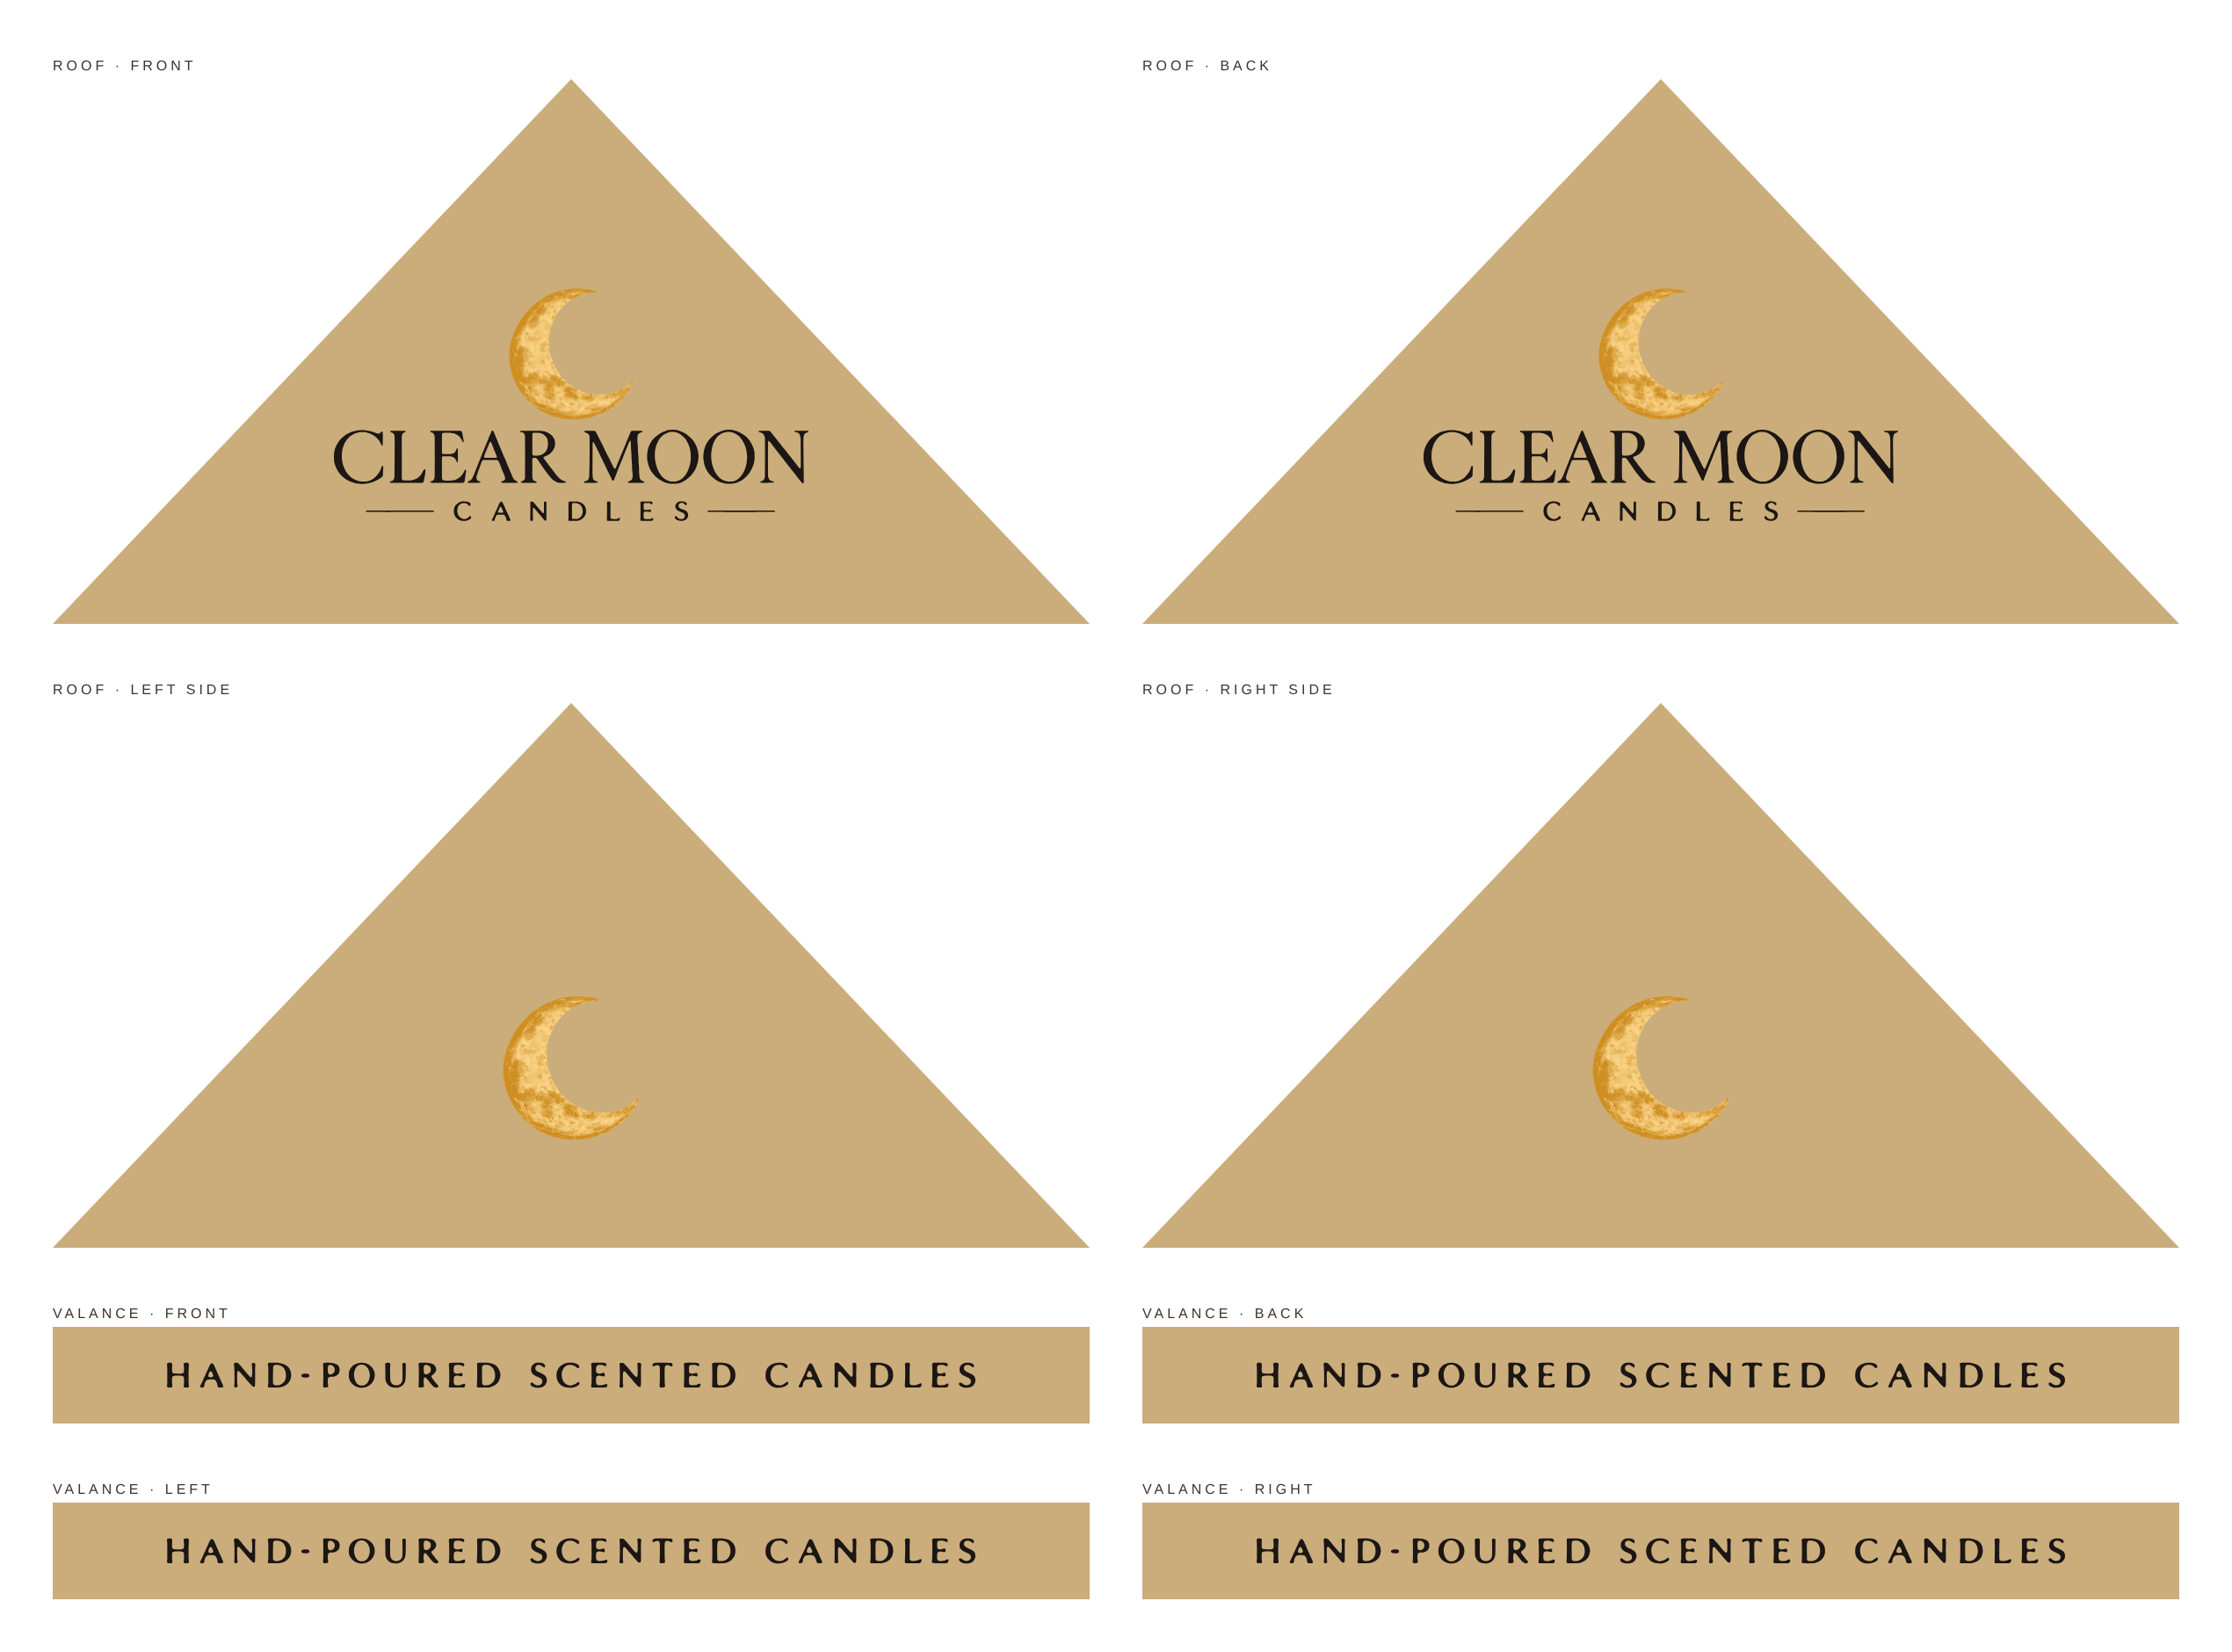 ROOF · FRONT
ROOF · BACK
CLEAR MOON
CANDLES
CLEAR MOON
CANDLES
ROOF · LEFT SIDE
ROOF · RIGHT SIDE
VALANCE · FRONT
VALANCE · BACK
HAND-POURED SCENTED CANDLES
HAND-POURED SCENTED CANDLES
VALANCE · LEFT
VALANCE · RIGHT
HAND-POURED SCENTED CANDLES
HAND-POURED SCENTED CANDLES